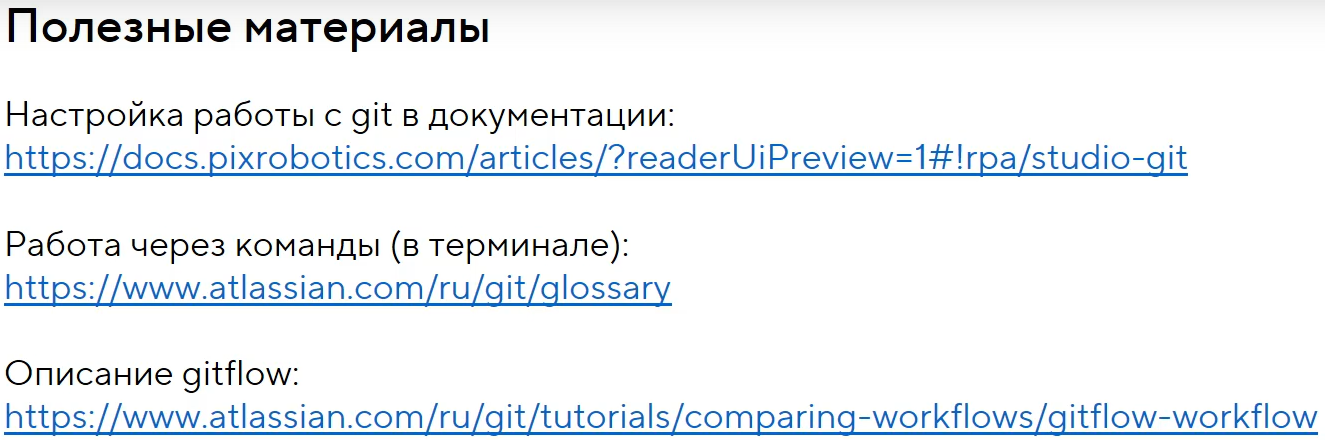 Полезные материалы
Настройка работы с git в документации:
https://docs.pixrobotics.com/articles/?readerUiPreview=1#!rpa/studio-git
Работа через команды (в терминале):
https://www.atlassian.com/ru/git/glossary
Описание gitflow:
https://www.atlassian.com/ru/git/tutorials/comparing-workflows/gitflow-workflow